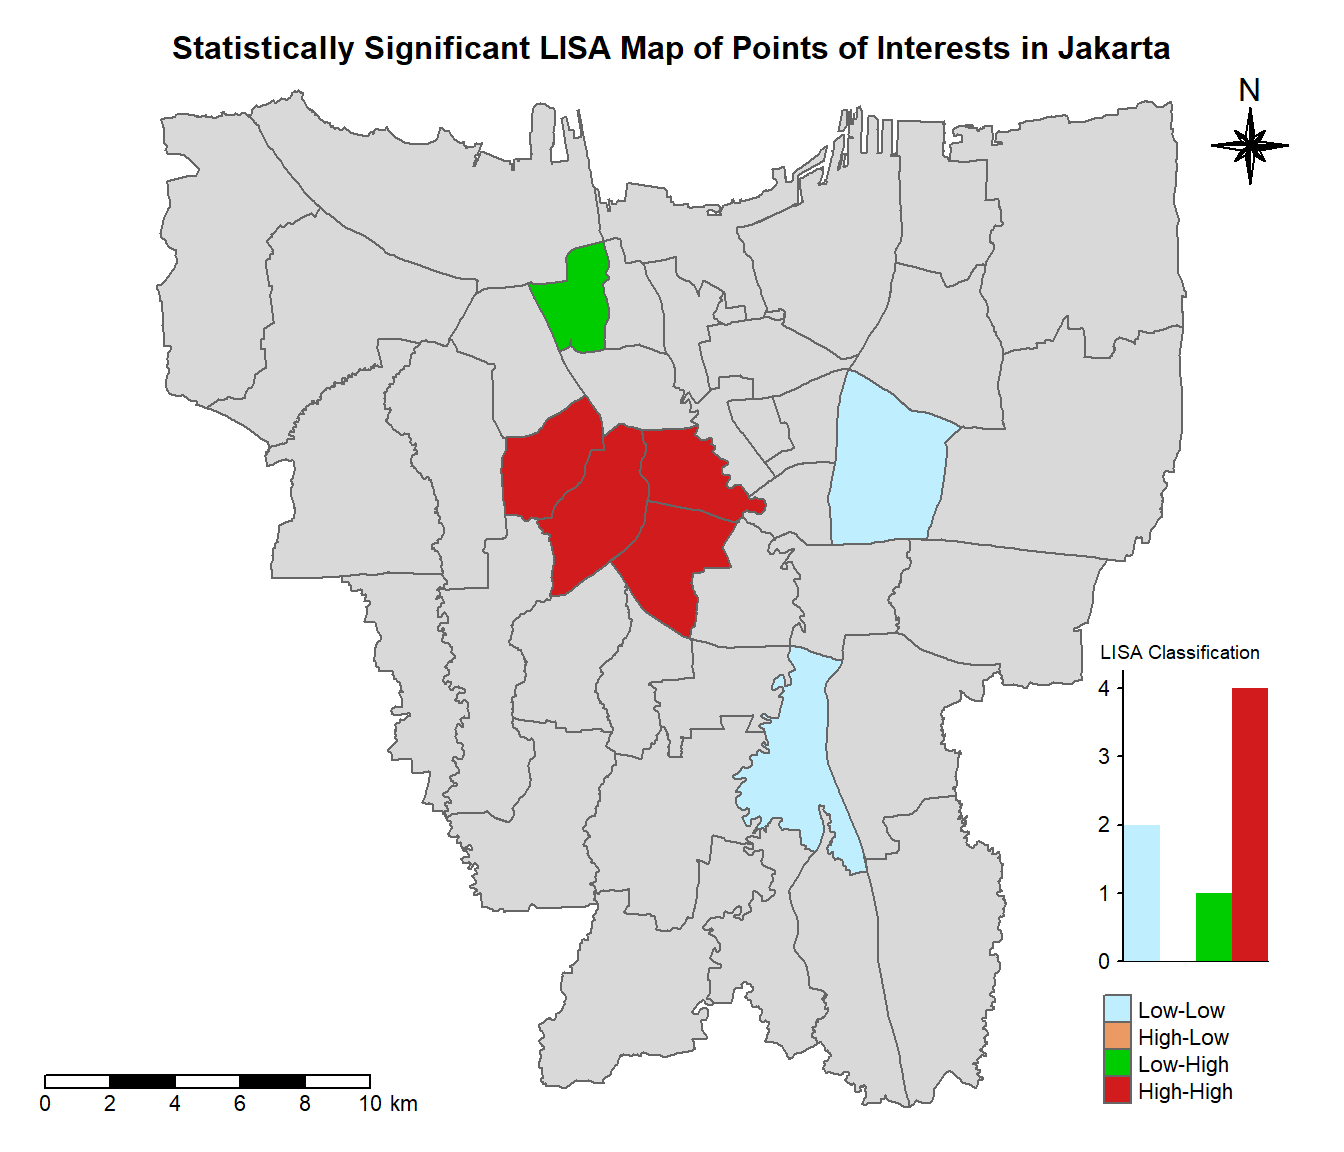 Statistically Significant LISA Map of Points of Interests in Jakarta
N
LISA Classification
4
3
2
1
0
Low-Low
High-Low
Low-High
High-High
0 2 4 6 8 10 km